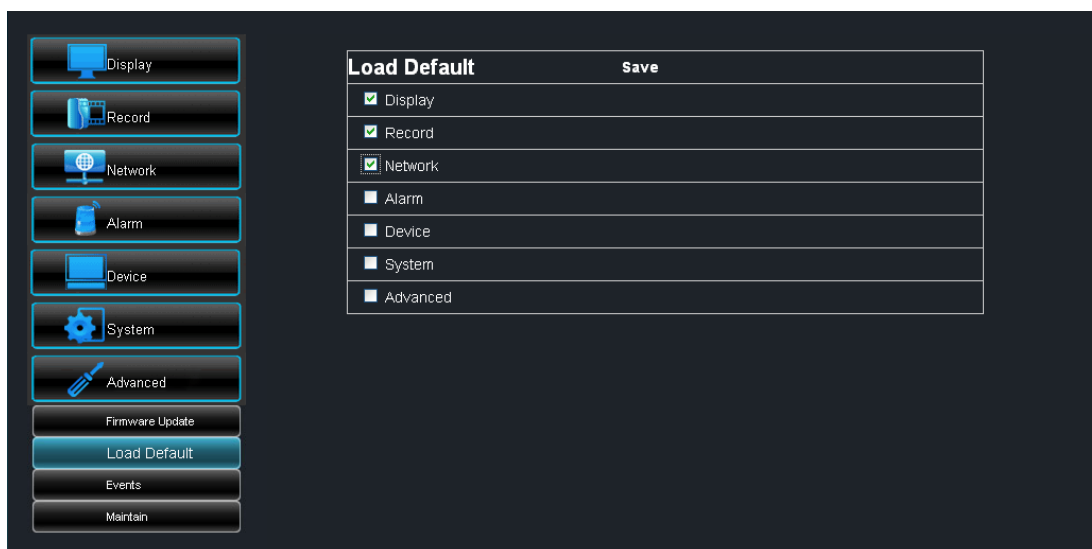 Display
Record
Network
Alarm
Device
System
Advanced
Firmware Update
Load Default
Events
Maintain
Load Default Save
Display
Record
Network
Alarm
Device
System
Advanced